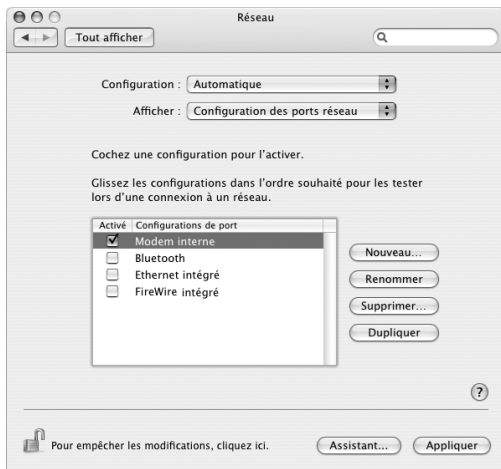 Réseau
Tout afficher
Configuration : Automatique
Afficher : Configuration des ports réseau
Cochez une configuration pour l'activer.
Glissez les configurations dans l'ordre souhaité pour les tester
lors d'une connexion à un réseau.
Activé Configurations de port
Modem interne
Bluetooth
Ethernet intégré
FireWire intégré
Nouveau...
Renommer
Supprimer...
Dupliquer
?
Pour empêcher les modifications, cliquez ici.
Assistant...
Appliquer